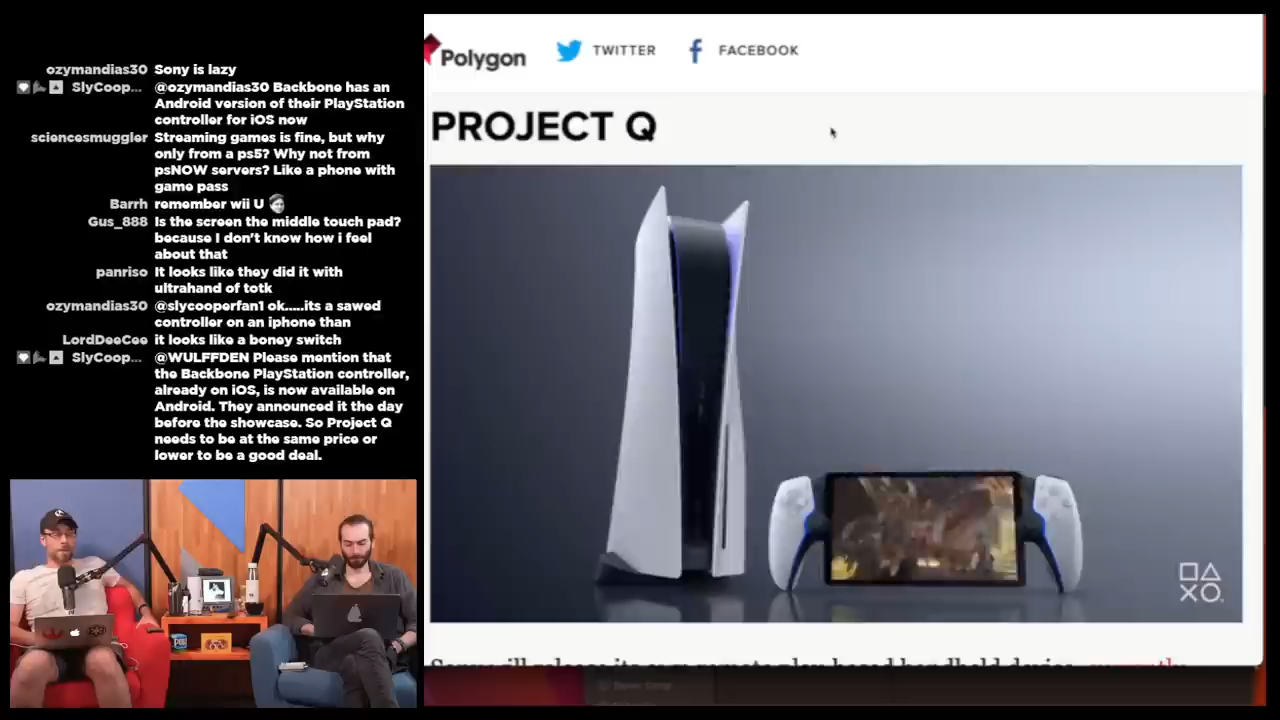 ozymandias30 Sony is lazy
SlyCoop... @ozymandias30 Backbone has an
Android version of their PlayStation
controller for iOS now
sciencesmuggler Streaming games is fine, but why
only from a ps5? Why not from
psNOW servers? Like a phone with
game pass
Barrh remember wii U
Gus_888 Is the screen the middle touch pad?
because I don't know how i feel
about that
panriso It looks like they did it with
ultrahand of totk
ozymandias30 @slycooperfan1 ok.....its a sawed
controller on an iphone than
LordDeeCee it looks like a boney switch
SlyCoop... @WULFFDEN Please mention that
the Backbone PlayStation controller,
already on iOS, is now available on
Android. They announced it the day
before the showcase. So Project Q
needs to be at the same price or
lower to be a good deal.
Polygon TWITTER FACEBOOK
PROJECT Q